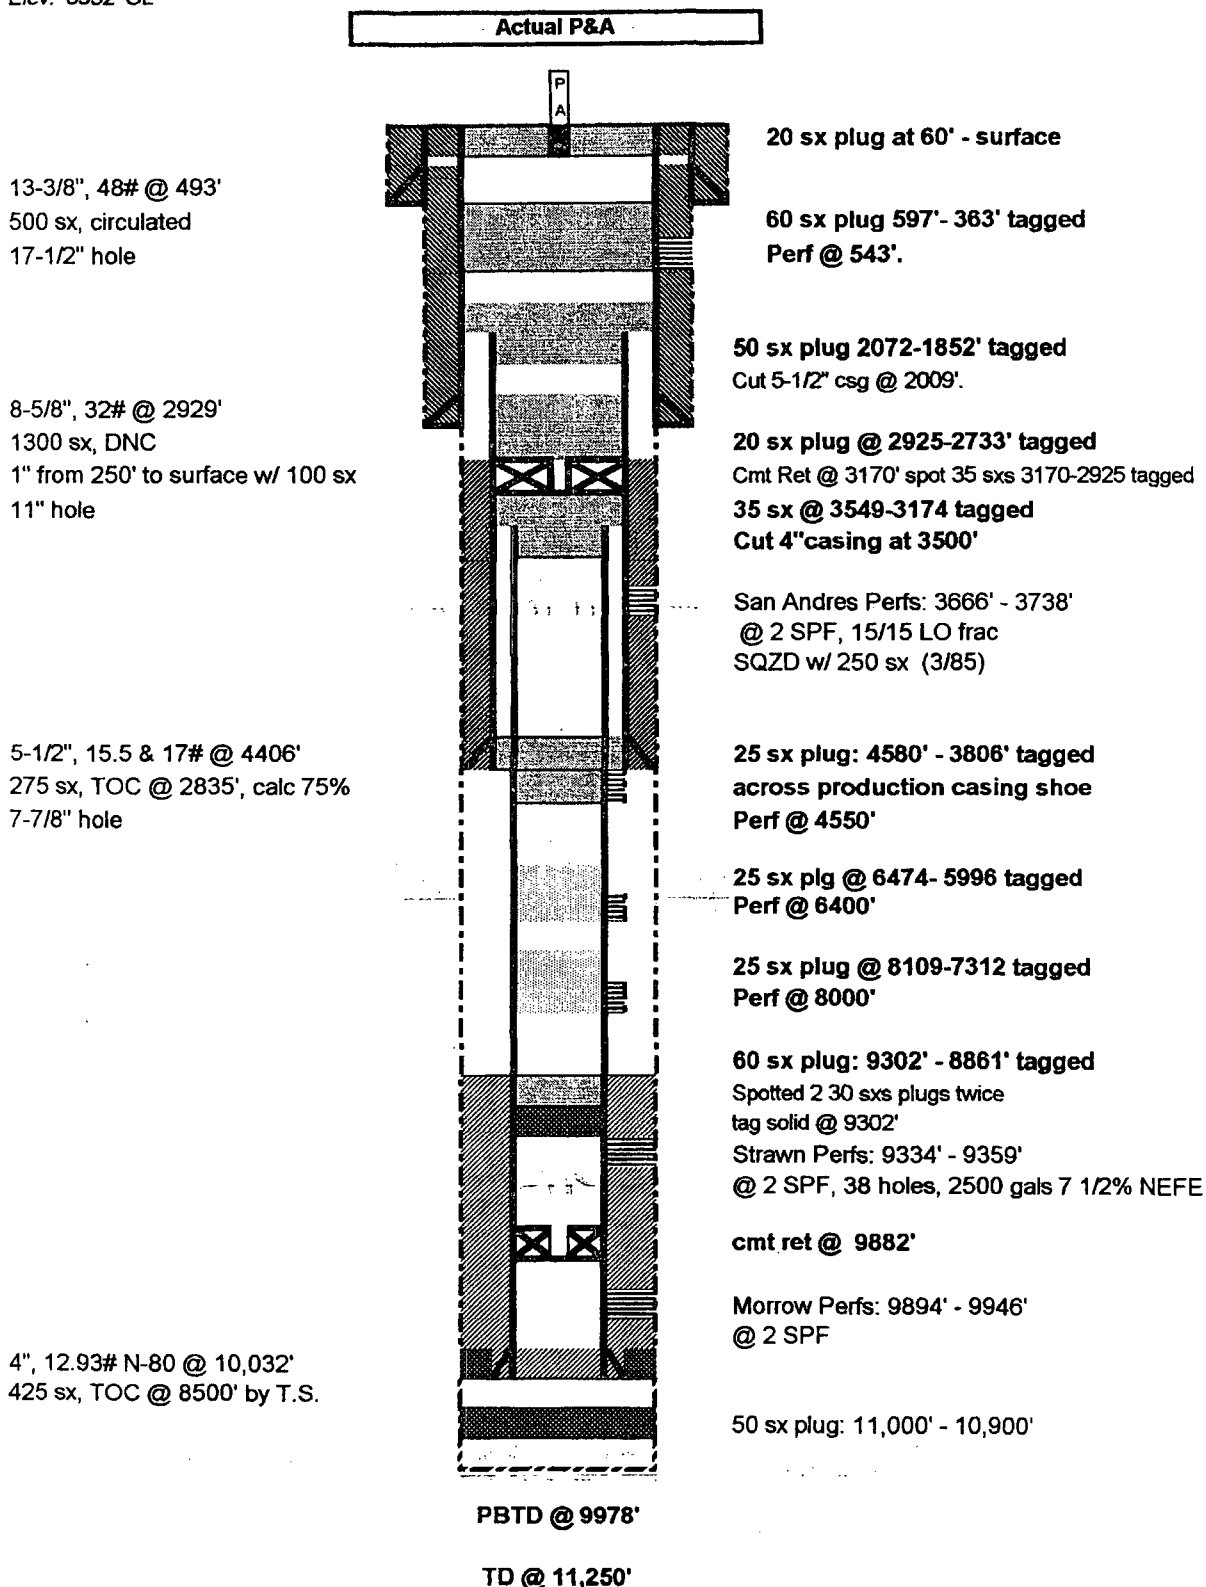 Actual P&A
P
A
20 sx plug at 60' - surface
13-3/8", 48# @ 493'
500 sx, circulated
17-1/2" hole
60 sx plug 597'- 363' tagged
Perf @ 543'.
50 sx plug 2072-1852' tagged
Cut 5-1/2" csg @ 2009'.
8-5/8", 32# @ 2929'
1300 sx, DNC
1" from 250' to surface w/ 100 sx
11" hole
20 sx plug @ 2925-2733' tagged
Cmt Ret @ 3170' spot 35 sxs 3170-2925 tagged
35 sx @ 3549-3174 tagged
Cut 4"casing at 3500'
San Andres Perfs: 3666' - 3738'
@ 2 SPF, 15/15 LO frac
SQZD w/ 250 sx (3/85)
5-1/2", 15.5 & 17# @ 4406'
275 sx, TOC @ 2835', calc 75%
7-7/8" hole
25 sx plug: 4580' - 3806' tagged
across production casing shoe
Perf @ 4550'
25 sx plg @ 6474- 5996 tagged
Perf @ 6400'
25 sx plug @ 8109-7312 tagged
Perf @ 8000'
60 sx plug: 9302' - 8861' tagged
Spotted 2 30 sxs plugs twice
tag solid @ 9302'
Strawn Perfs: 9334' - 9359'
@ 2 SPF, 38 holes, 2500 gals 7 1/2% NEFE
cmt ret @ 9882'
Morrow Perfs: 9894' - 9946'
@ 2 SPF
4", 12.93# N-80 @ 10,032'
425 sx, TOC @ 8500' by T.S.
50 sx plug: 11,000' - 10,900'
PBTD @ 9978'
TD @ 11,250'